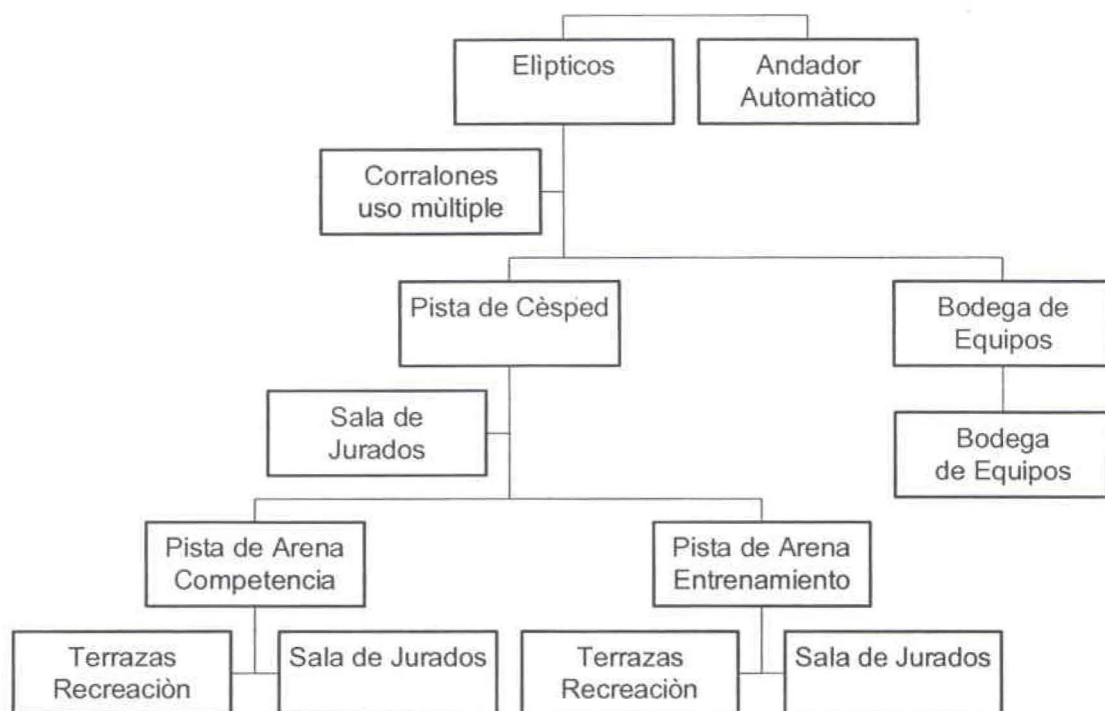 Elìpticos
Andador
Automàtico
Corralones
uso mùltiple
Pista de Cèsped
Bodega de
Equipos
Sala de
Jurados
Bodega
de Equipos
Pista de Arena
Competencia
Pista de Arena
Entrenamiento
Terrazas
Recreaciòn
Sala de Jurados
Terrazas
Recreaciòn
Sala de Jurados